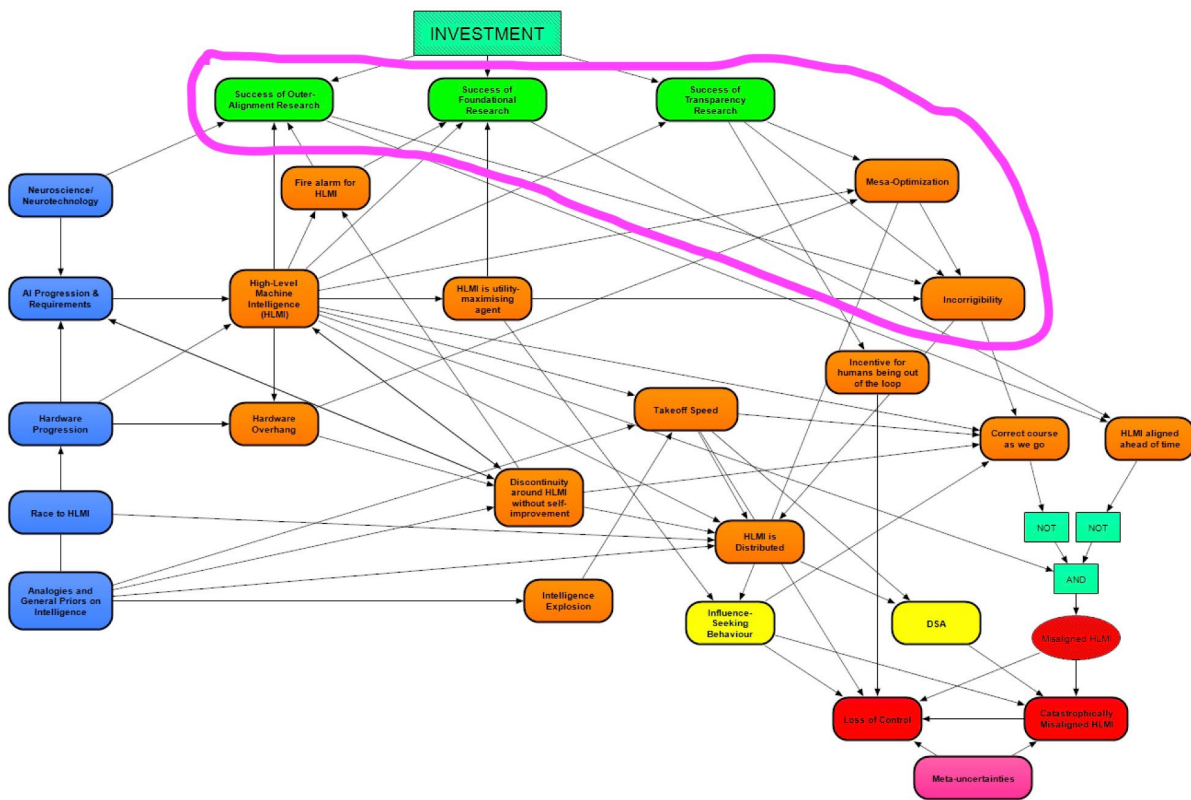 INVESTMENT
Success of Outer-
Alignment Research
Success of
Foundational
Research
Success of
Transparency
Research
Neuroscience/
Neurotechnology
Fire alarm for
HLMI
Mesa-Optimization
AI Progression &
Requirements
High-Level
Machine
Intelligence
(HLMI)
HLMI is utility-
maximising
agent
Incorrigibility
Incentive for
humans being out
of the loop
Hardware
Progression
Hardware
Overhang
Takeoff Speed
Correct course
as we go
HLMI aligned
ahead of time
Race to HLMI
Discontinuity
around HLMI
without self-
improvement
HLMI is
Distributed
NOT
NOT
AND
Analogies and
General Priors on
Intelligence
Intelligence
Explosion
Influence-
Seeking
Behaviour
DSA
Misaligned HLMI
Loss of Control
Catastrophically
Misaligned HLMI
Meta-uncertainties